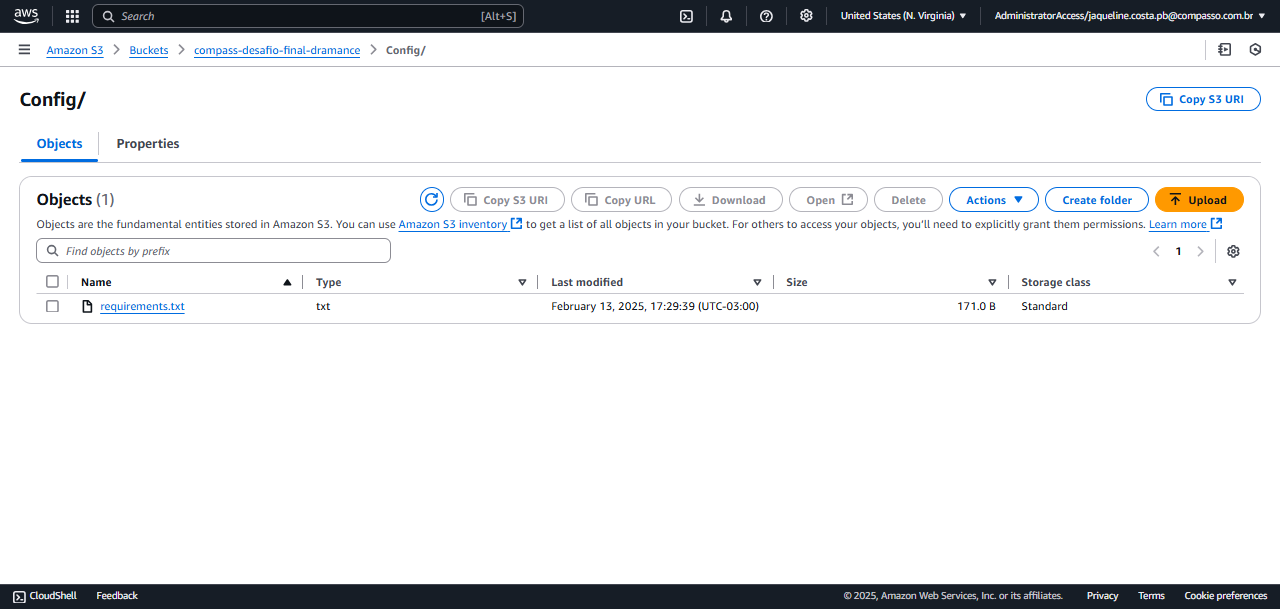 aws Search [Alt+S] United States (N. Virginia) AdministratorAccess/jaqueline.costa.pb@compasso.com.br
Amazon S3 > Buckets > compass-desafio-final-dramance > Config/
Config/ Copy S3 URI
Objects Properties
Objects (1) Copy S3 URI Copy URL Download Open Delete Actions Create folder Upload
Objects are the fundamental entities stored in Amazon S3. You can use Amazon S3 inventory to get a list of all objects in your bucket. For others to access your objects, you'll need to explicitly grant them permissions. Learn more
Find objects by prefix 1
Name Type Last modified Size Storage class
requirements.txt txt February 13, 2025, 17:29:39 (UTC-03:00) 171.0 B Standard
CloudShell Feedback © 2025, Amazon Web Services, Inc. or its affiliates. Privacy Terms Cookie preferences